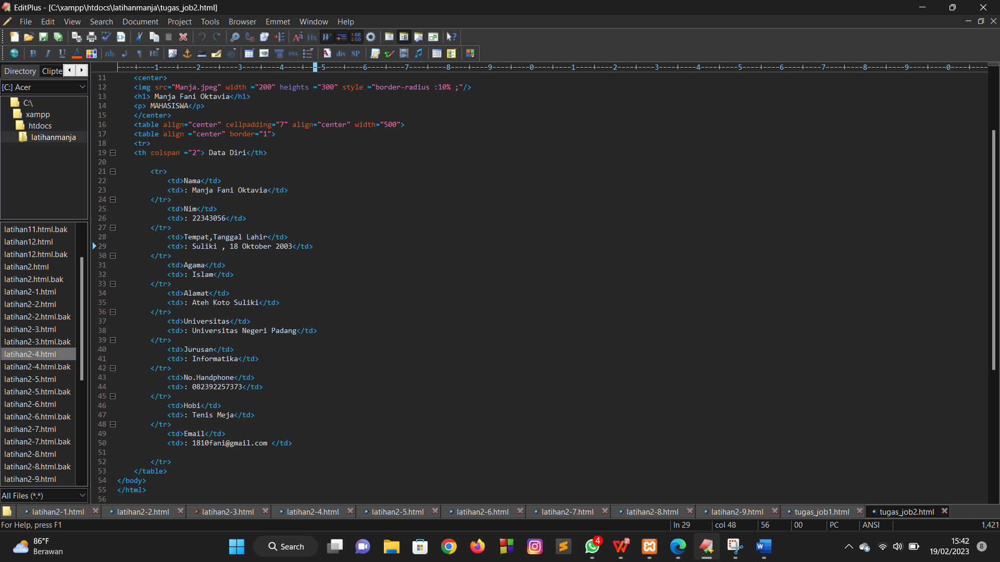 EditPlus - [C:\xampp\htdocs\latihanmanja\tugas_job2.html]
File Edit View Search Document Project Tools Browser Emmet Window Help
Directory Clipte
[C:] Acer
C:\
xampp
htdocs
latihanmanja
latihan11.html.bak
latihan12.html
latihan12.html.bak
latihan2.html
latihan2.html.bak
latihan2-1.html
latihan2-2.html
latihan2-2.html.bak
latihan2-3.html
latihan2-3.html.bak
latihan2-4.html
latihan2-4.html.bak
latihan2-5.html
latihan2-5.html.bak
latihan2-6.html
latihan2-6.html.bak
latihan2-7.html
latihan2-7.html.bak
latihan2-8.html
latihan2-8.html.bak
latihan2-9.html
All Files (*.*)
11 <center>
12 <img src="Manja.jpeg" width ="200" heights ="300" style ="border-radius :10% ;"/>
13 <h1> Manja Fani Oktavia</h1>
14 <p> MAHASISWA</p>
15 </center>
16 <table align="center" cellpadding="7" align="center" width="500">
17 <table align ="center" border="1">
18 <tr>
19 <th colspan ="2"> Data Diri</th>
20
21 <tr>
22 <td>Nama</td>
23 <td>: Manja Fani Oktavia</td>
24 </tr>
25 <td>Nim</td>
26 <td>: 22343056</td>
27 </tr>
28 <td>Tempat,Tanggal Lahir</td>
29 <td>: Suliki , 18 Oktober 2003</td>
30 </tr>
31 <td>Agama</td>
32 <td>: Islam</td>
33 </tr>
34 <td>Alamat</td>
35 <td>: Ateh Koto Suliki</td>
36 </tr>
37 <td>Universitas</td>
38 <td>: Universitas Negeri Padang</td>
39 </tr>
40 <td>Jurusan</td>
41 <td>: Informatika</td>
42 </tr>
43 <td>No.Handphone</td>
44 <td>: 082392257373</td>
45 </tr>
46 <td>Hobi</td>
47 <td>: Tenis Meja</td>
48 </tr>
49 <td>Email</td>
50 <td>: 1810fani@gmail.com </td>
51
52 </tr>
53 </table>
54 </body>
55 </html>
56
latihan2-1.html latihan2-2.html latihan2-3.html latihan2-4.html latihan2-5.html latihan2-6.html latihan2-7.html latihan2-8.html latihan2-9.html tugas_job1.html tugas_job2.html
For Help, press F1 ln 29 col 48 56 00 PC ANSI 1,421
86°F
Berawan
Search
4
15:42
19/02/2023
8